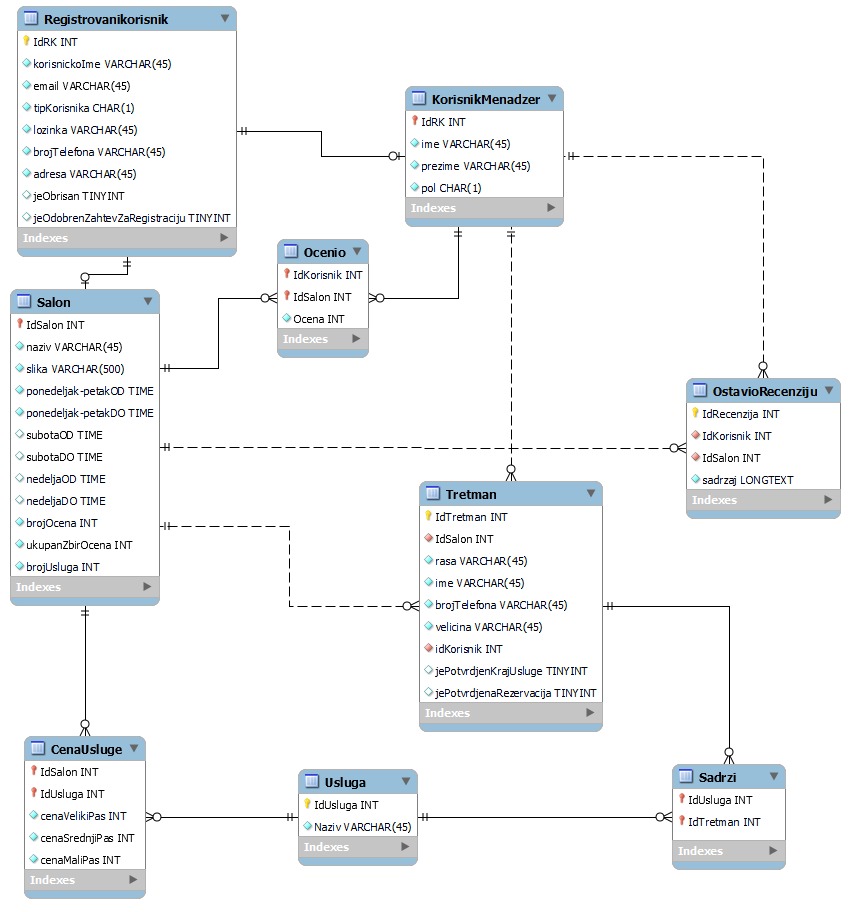 Registrovanikorisnik
IdRK INT
korisnickoIme VARCHAR(45)
email VARCHAR(45)
tipKorisnika CHAR(1)
lozinka VARCHAR(45)
brojTelefona VARCHAR(45)
adresa VARCHAR(45)
jeObrisan TINYINT
jeOdobrenZahtevZaRegistraciju TINYINT
Indexes
KorisnikMenadzer
IdRK INT
ime VARCHAR(45)
prezime VARCHAR(45)
pol CHAR(1)
Indexes
Ocenio
IdKorisnik INT
IdSalon INT
Ocena INT
Indexes
Salon
IdSalon INT
naziv VARCHAR(45)
slika VARCHAR(500)
ponedeljak-petakOD TIME
ponedeljak-petakDO TIME
subotaOD TIME
subotaDO TIME
nedeljaOD TIME
nedeljaDO TIME
brojOcena INT
ukupanZbirOcena INT
brojUsluga INT
Indexes
OstavioRecenziju
IdRecenzija INT
IdKorisnik INT
IdSalon INT
sadrzaj LONGTEXT
Indexes
Tretman
IdTretman INT
IdSalon INT
rasa VARCHAR(45)
ime VARCHAR(45)
brojTelefona VARCHAR(45)
velicina VARCHAR(45)
idKorisnik INT
jePotvrdjenKrajUsluge TINYINT
jePotvrdjenaRezervacija TINYINT
Indexes
CenaUsluge
IdSalon INT
IdUsluga INT
cenaVelikiPas INT
cenaSrednjiPas INT
cenaMaliPas INT
Indexes
Usluga
IdUsluga INT
Naziv VARCHAR(45)
Indexes
Sadrzi
IdUsluga INT
IdTretman INT
Indexes